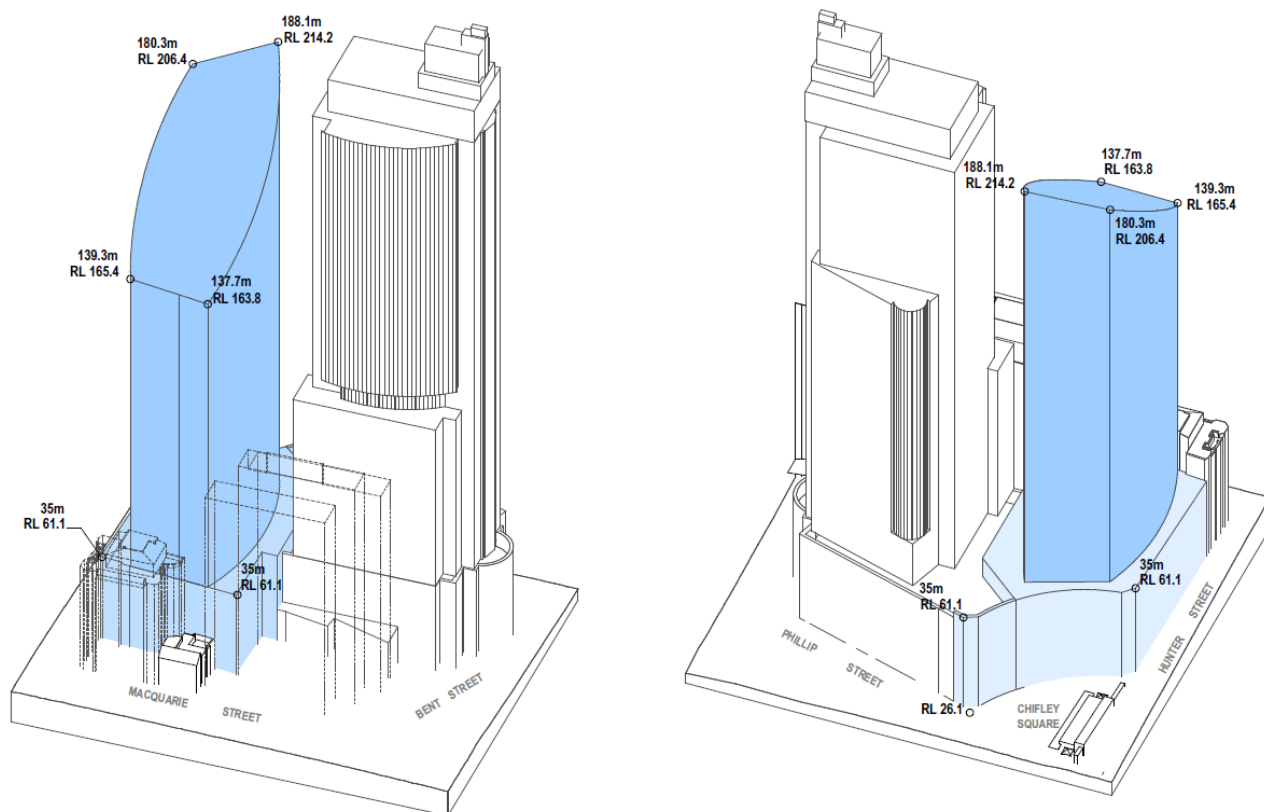 188.1m
RL 214.2
180.3m
RL 206.4
139.3m
RL 165.4
137.7m
RL 163.8
35m
RL 61.1
35m
RL 61.1
MACQUARIE STREET
BENT STREET
137.7m
RL 163.8
188.1m
RL 214.2
139.3m
RL 165.4
180.3m
RL 206.4
35m
RL 61.1
35m
RL 61.1
PHILLIP STREET
HUNTER STREET
RL 26.1
CHIFLEY
SQUARE